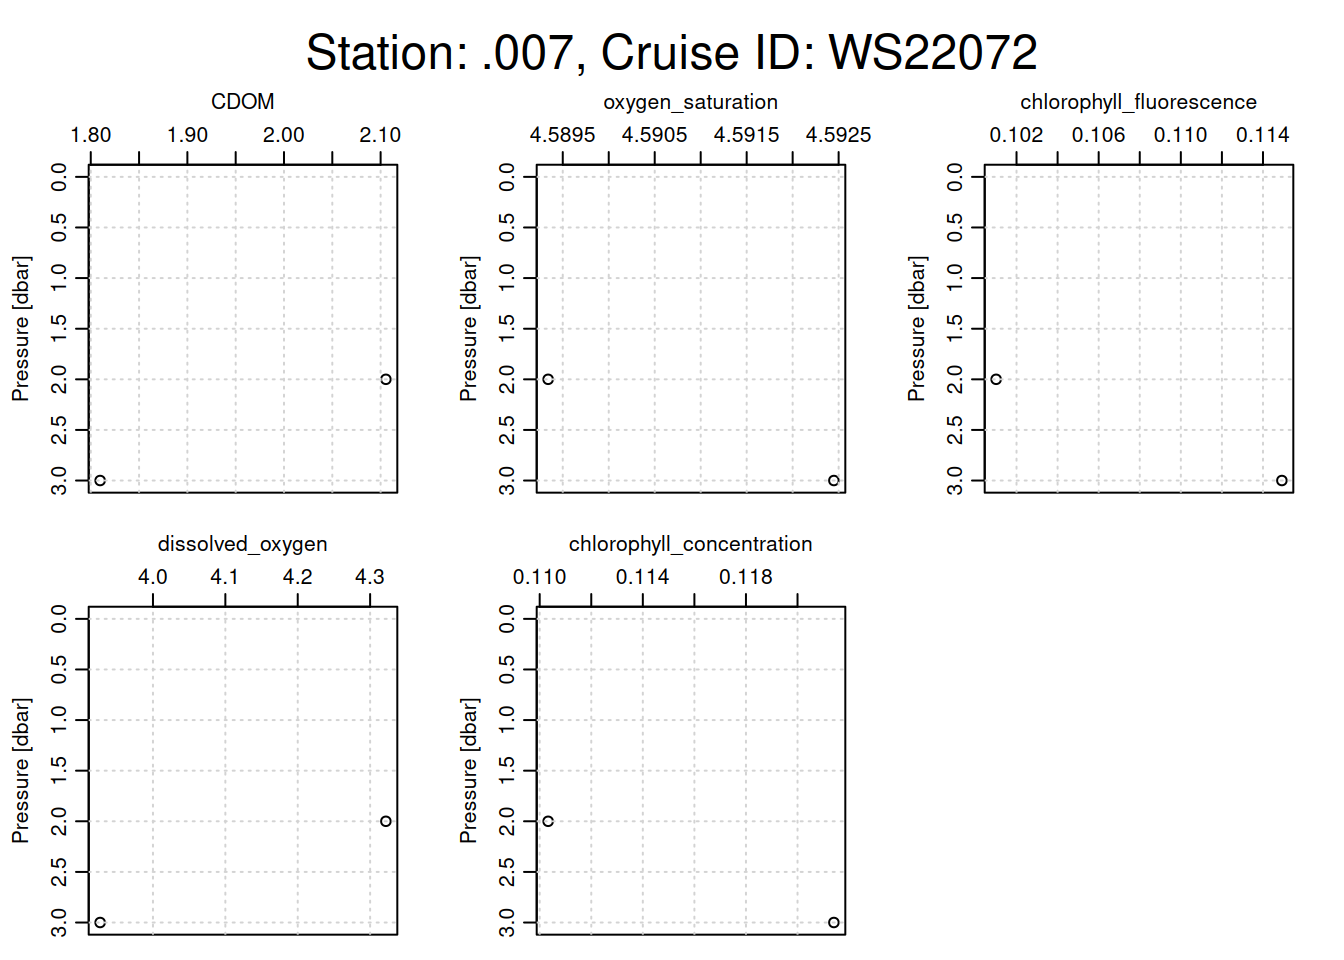 Station: .007, Cruise ID: WS22072
CDOM
1.80 1.90 2.00 2.10
0.0
0.5
1.0
1.5
2.0
2.5
3.0
Pressure [dbar]
oxygen_saturation
4.5895 4.5905 4.5915 4.5925
0.0
0.5
1.0
1.5
2.0
2.5
3.0
Pressure [dbar]
chlorophyll_fluorescence
0.102 0.106 0.110 0.114
0.0
0.5
1.0
1.5
2.0
2.5
3.0
Pressure [dbar]
dissolved_oxygen
4.0 4.1 4.2 4.3
0.0
0.5
1.0
1.5
2.0
2.5
3.0
Pressure [dbar]
chlorophyll_concentration
0.110 0.114 0.118
0.0
0.5
1.0
1.5
2.0
2.5
3.0
Pressure [dbar]